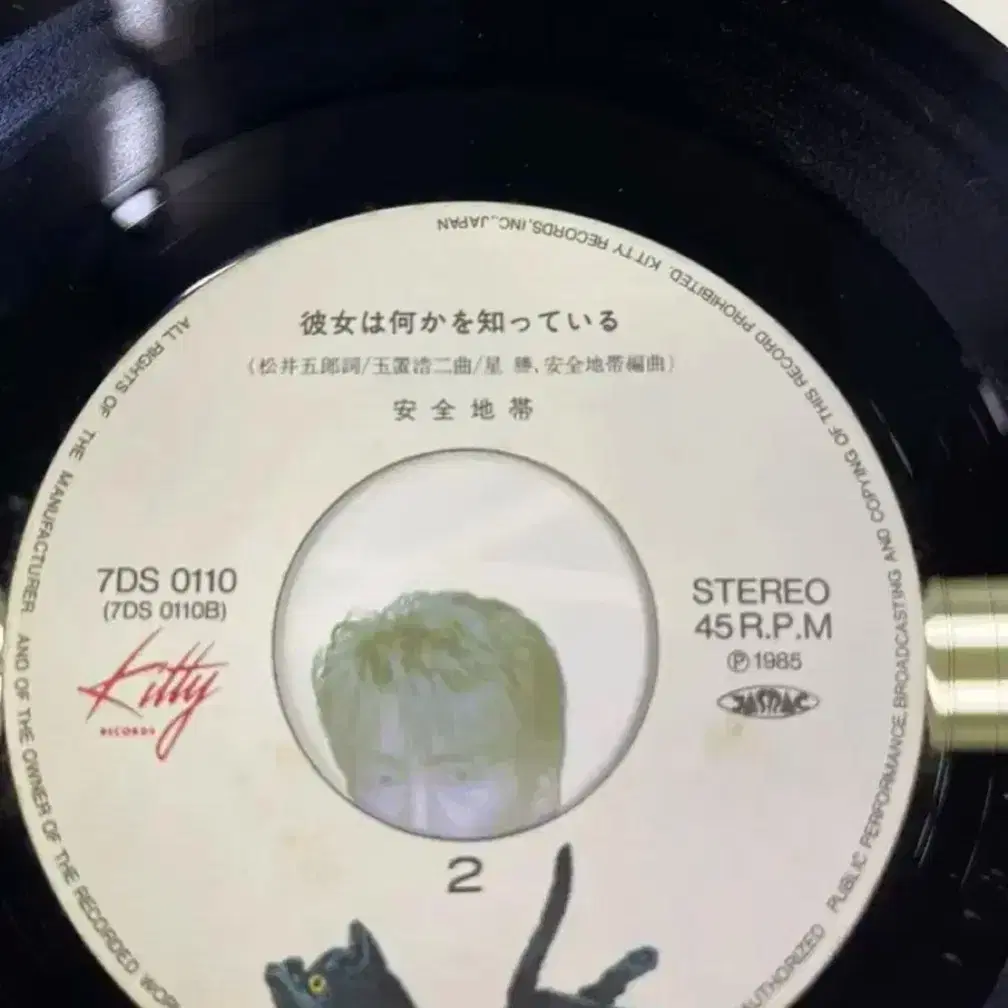 彼女は何かを知っている
(松井五郎詞/玉置浩二曲/星 勝、安全地帯編曲)
安全地帯
7DS 0110
(7DS 0110B)
Kitty
RECORDS
STEREO
45 R.P.M
Ⓟ 1985
JASRAC
2
ALL RIGHTS OF THE MANUFACTURER AND OF THE OWNER OF THE RECORDED
AUTHORIZED PUBLIC PERFORMANCE, BROADCASTING AND COPYING OF THIS RECORD PROHIBITED. KITTY RECORDS, INC., JAPAN